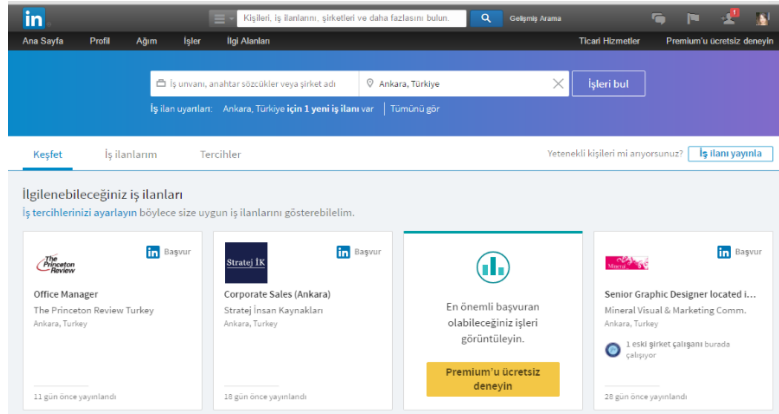 in
Kişileri, iş ilanlarını, şirketleri ve daha fazlasını bulun.
Gelişmiş Arama
1
Ana Sayfa Profil Ağım İşler İlgi Alanları Ticari Hizmetler Premium'u ücretsiz deneyin
İş unvanı, anahtar sözcükler veya şirket adı
Ankara, Türkiye
İşleri bul
İş ilan uyarıları: Ankara, Türkiye için 1 yeni iş ilanı var | Tümünü gör
Keşfet İş ilanlarım Tercihler Yetenekli kişileri mi arıyorsunuz? İş ilanı yayınla
İlgilenebileceğiniz iş ilanları
İş tercihlerinizi ayarlayın böylece size uygun iş ilanlarını gösterebilelim.
The
Princeton
Review
in Başvur
Office Manager
The Princeton Review Turkey
Ankara, Turkey
11 gün önce yayınlandı
Stratej İK
in Başvur
Corporate Sales (Ankara)
Stratej İnsan Kaynakları
Ankara, Turkey
18 gün önce yayınlandı
En önemli başvuran
olabileceğiniz işleri
görüntüleyin.
Premium'u ücretsiz
deneyin
Mineral
in Başvur
Senior Graphic Designer located i...
Mineral Visual & Marketing Comm.
Ankara, Turkey
1 eski şirket çalışanı burada
çalışıyor
28 gün önce yayınlandı